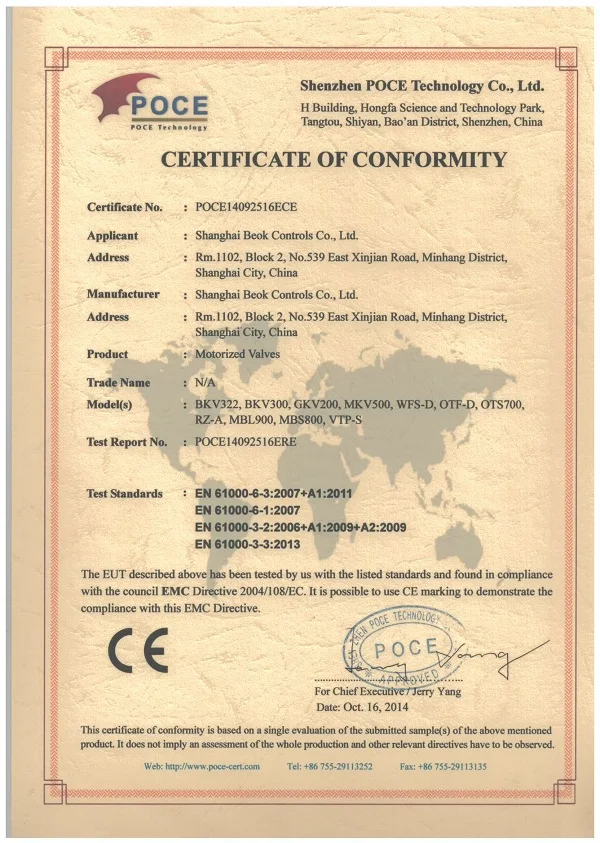 POCE
POCE Technology
Shenzhen POCE Technology Co., Ltd.
H Building, Hongfa Science and Technology Park,
Tangtou, Shiyan, Bao'an District, Shenzhen, China
CERTIFICATE OF CONFORMITY
Certificate No. : POCE14092516ECE
Applicant : Shanghai Beok Controls Co., Ltd.
Address : Rm.1102, Block 2, No.539 East Xinjian Road, Minhang District,
Shanghai City, China
Manufacturer : Shanghai Beok Controls Co., Ltd.
Address : Rm.1102, Block 2, No.539 East Xinjian Road, Minhang District,
Shanghai City, China
Product : Motorized Valves
Trade Name : N/A
Model(s) : BKV322, BKV300, GKV200, MKV500, WFS-D, OTF-D, OTS700,
RZ-A, MBL900, MBS800, VTP-S
Test Report No. : POCE14092516ERE
Test Standards : EN 61000-6-3:2007+A1:2011
EN 61000-6-1:2007
EN 61000-3-2:2006+A1:2009+A2:2009
EN 61000-3-3:2013
The EUT described above has been tested by us with the listed standards and found in compliance
with the council EMC Directive 2004/108/EC. It is possible to use CE marking to demonstrate the
compliance with this EMC Directive.
CE
SHEN ZHEN POCE TECHNOLOGY
POCE
APPROVED
Jerry Yang
For Chief Executive / Jerry Yang
Date: Oct. 16, 2014
This certificate of conformity is based on a single evaluation of the submitted sample(s) of the above mentioned
product. It does not imply an assessment of the whole production and other relevant directives have to be observed.
Web: http://www.poce-cert.com Tel: +86 755-29113252 Fax: +86 755-29113135